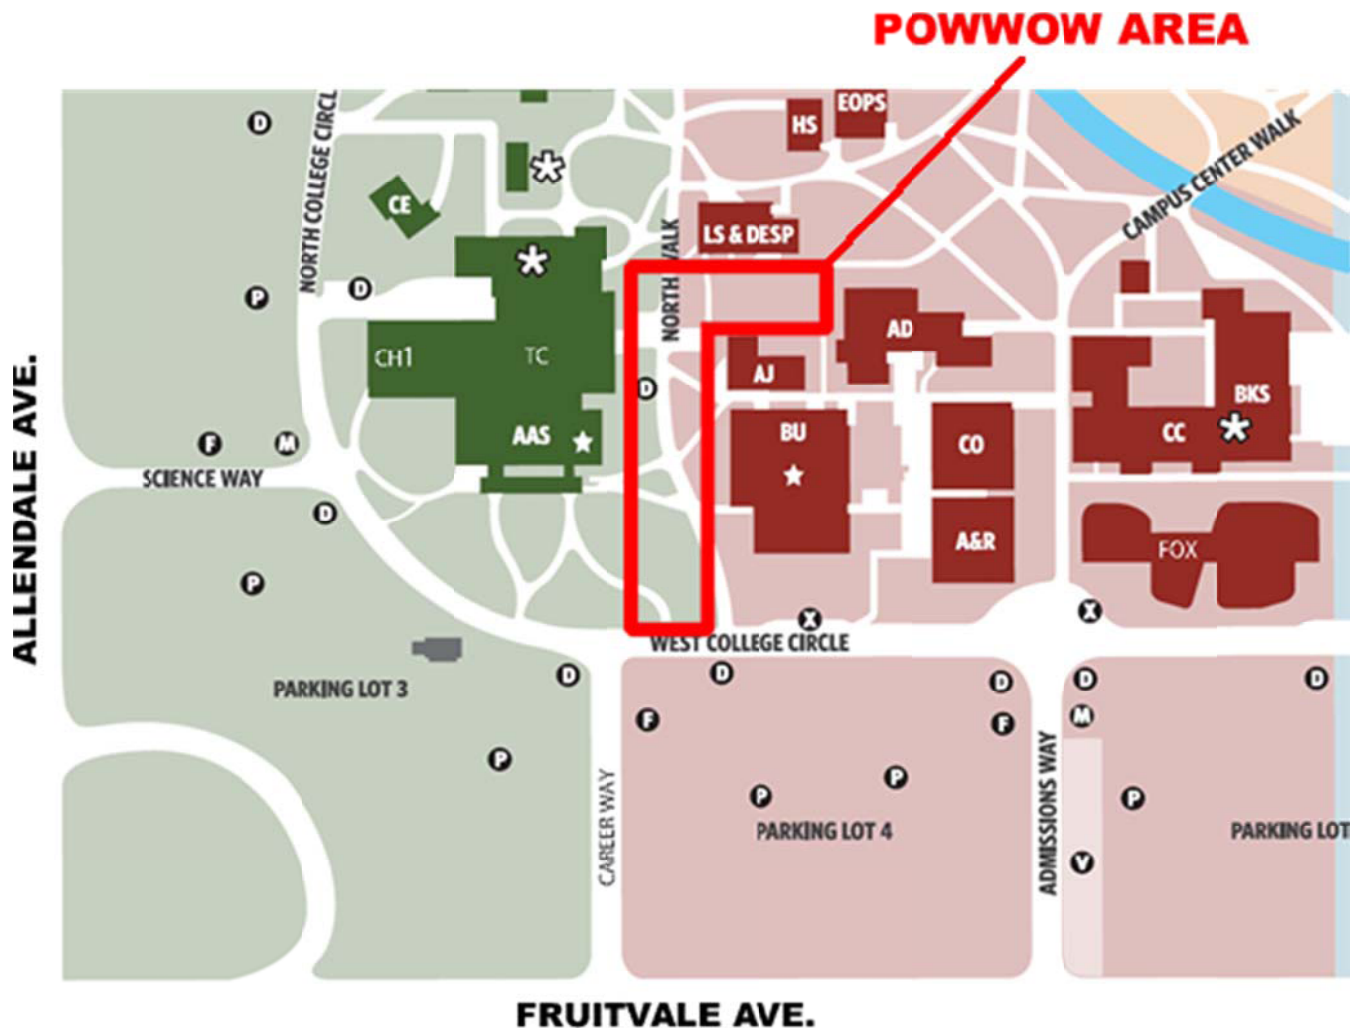 POWWOW AREA
EOPS
HS
D
NORTH COLLEGE CIRCL
CAMPUS CENTER WALK
CE
LS & DESP
D
P
AD
CH1
TC
AJ
D
BKS
AAS
BU
CO
CC
F
M
SCIENCE WAY
D
A&R
FOX
P
X
X
WEST COLLEGE CIRCLE
ALLENDALE AVE.
PARKING LOT 3
D
D
D
D
D
F
F
M
P
P
P
P
CAREER WAY
PARKING LOT 4
ADMISSIONS WAY
PARKING LOT
V
FRUITVALE AVE.